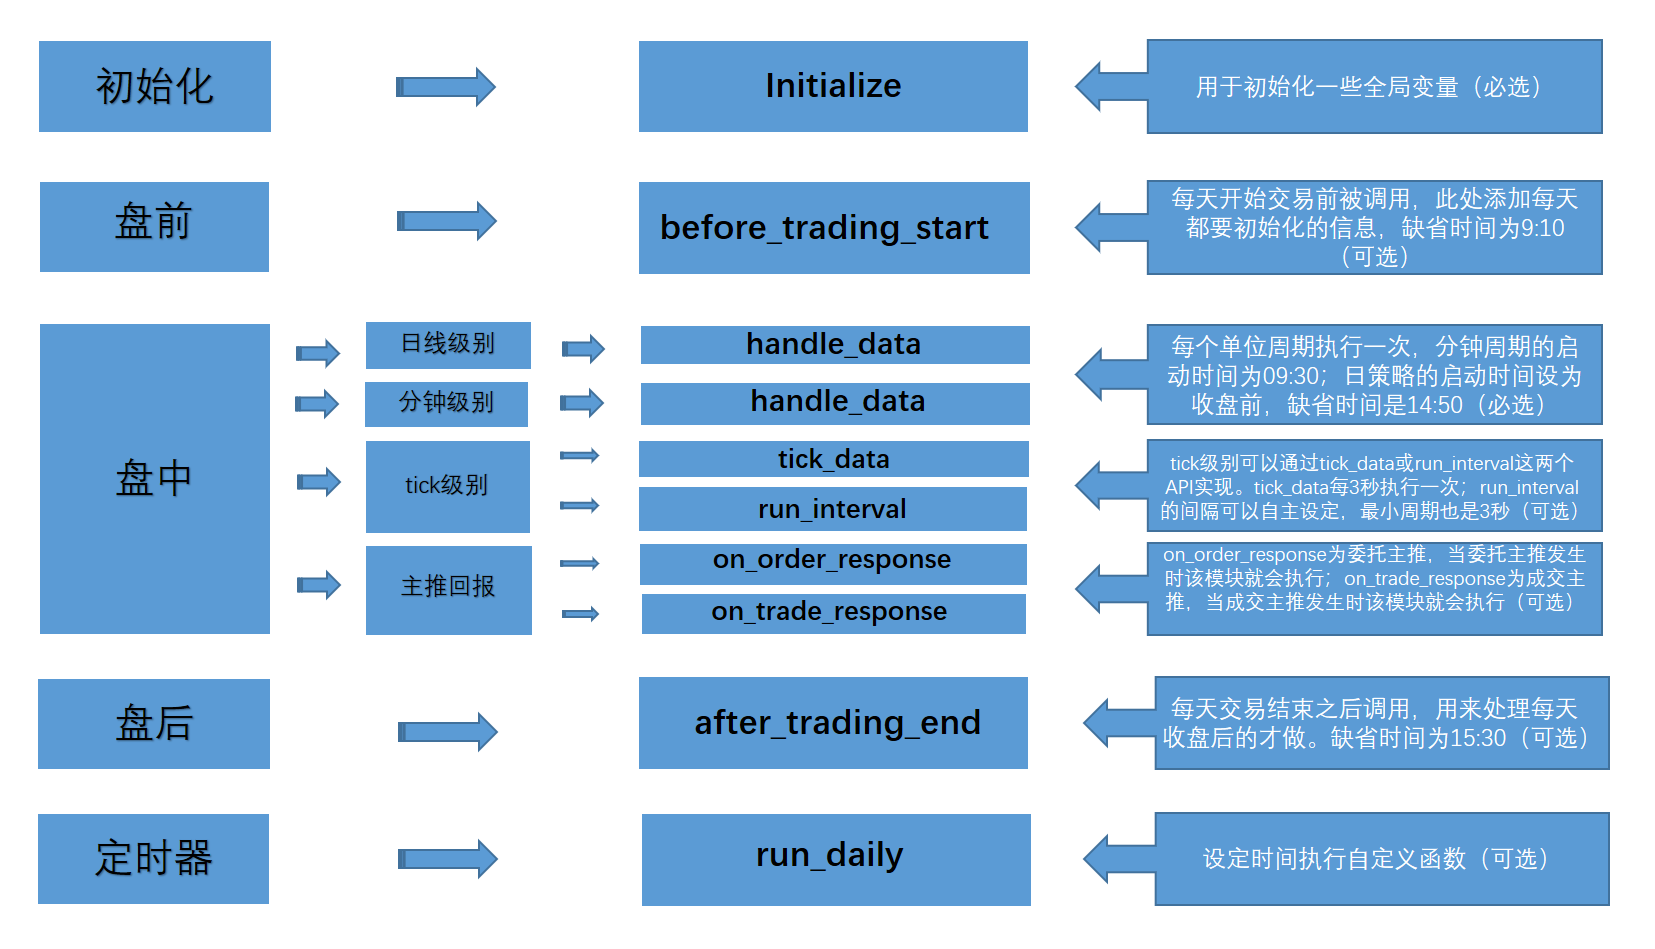 初始化
Initialize
用于初始化一些全局变量（必选）
盘前
before_trading_start
每天开始交易前被调用，此处添加每天
都要初始化的信息，缺省时间为9:10
（可选）
盘中
日线级别
handle_data
分钟级别
handle_data
每个单位周期执行一次，分钟周期的启
动时间为09:30；日策略的启动时间设为
收盘前，缺省时间是14:50（必选）
tick级别
tick_data
run_interval
tick级别可以通过tick_data或run_interval这两个
API实现。tick_data每3秒执行一次；run_interval
的间隔可以自主设定，最小周期也是3秒（可选）
主推回报
on_order_response
on_trade_response
on_order_response为委托主推，当委托主推发生
时该模块就会执行；on_trade_response为成交主
推，当成交主推发生时该模块就会执行（可选）
盘后
after_trading_end
每天交易结束之后调用，用来处理每天
收盘后的才做。缺省时间为15:30（可选）
定时器
run_daily
设定时间执行自定义函数（可选）